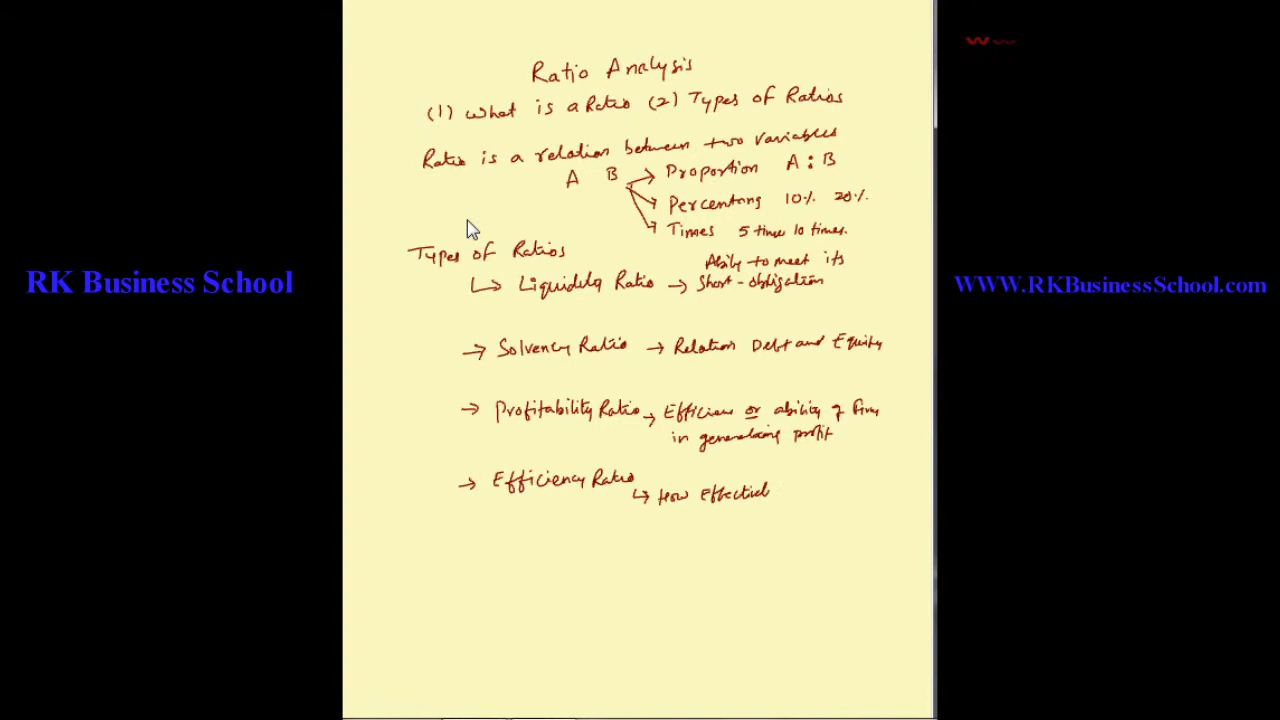 Ratio Analysis
(1) What is a Ratio (2) Types of Ratios
Ratio is a relation between two variables
A B → Proportion A : B
→ Percentang 10% 20%
→ Times 5 times 10 times.
Types of Ratios
Ability to meet its
↳ Liquidity Ratio → Short-obligation
→ Solvency Ratio → Relation Debt and Equity
→ Profitability Ratio → or ability of firm
in generating profit
→ Efficiency Ratio
↳ How
RK Business School
WWW.RKBusinessSchool.com